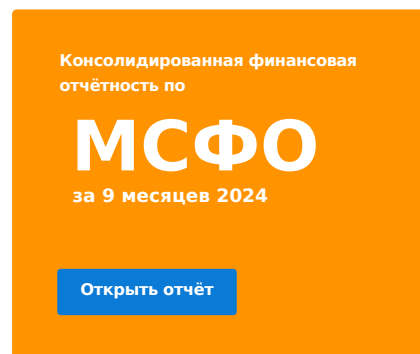 Консолидированная финансовая
отчётность по
МСФО
за 9 месяцев 2024
Открыть отчёт